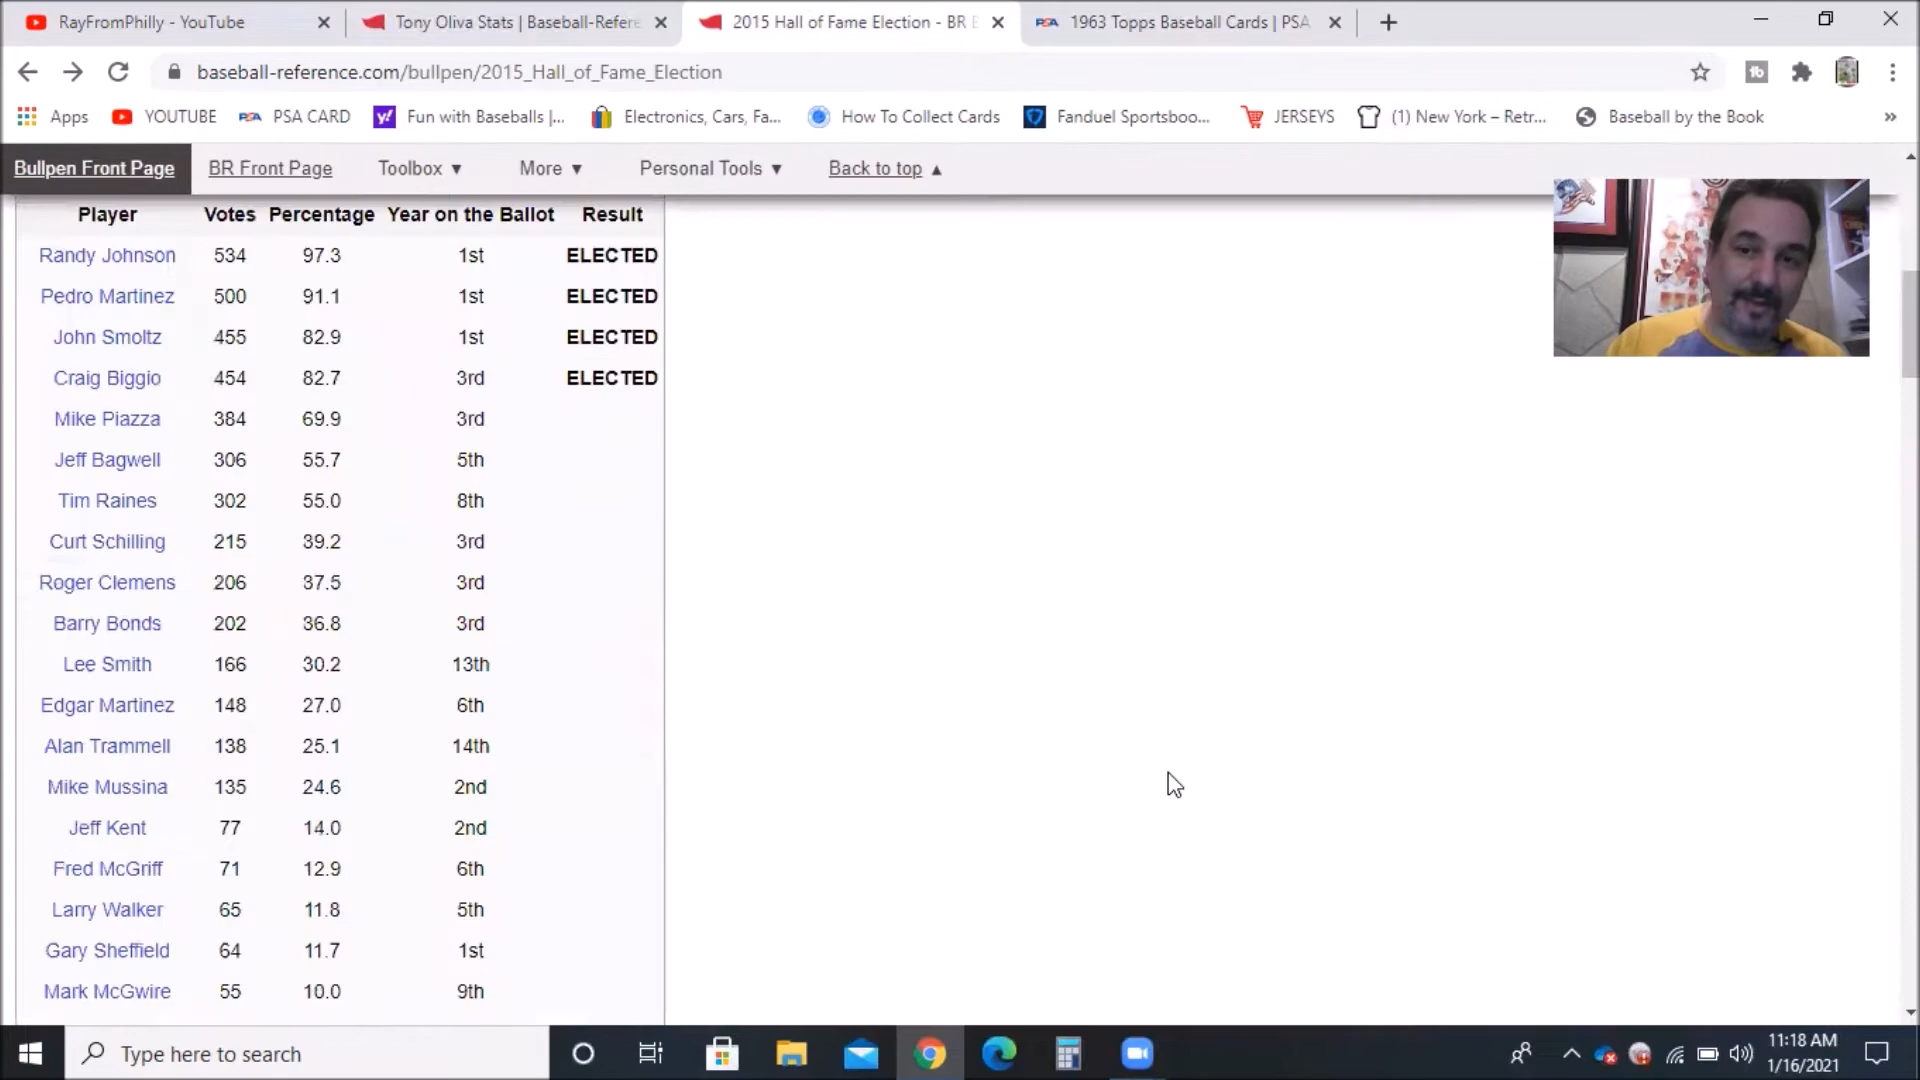 RayFromPhilly - YouTube
Tony Oliva Stats | Baseball-Refere
2015 Hall of Fame Election - BR B
PSA 1963 Topps Baseball Cards | PSA
baseball-reference.com/bullpen/2015_Hall_of_Fame_Election
Apps YOUTUBE PSA PSA CARD Fun with Baseballs |... Electronics, Cars, Fa... How To Collect Cards Fanduel Sportsboo... JERSEYS (1) New York – Retr... Baseball by the Book »
Bullpen Front Page BR Front Page Toolbox ▼ More ▼ Personal Tools ▼ Back to top ▲
Player Votes Percentage Year on the Ballot Result
Randy Johnson 534 97.3 1st ELECTED
Pedro Martinez 500 91.1 1st ELECTED
John Smoltz 455 82.9 1st ELECTED
Craig Biggio 454 82.7 3rd ELECTED
Mike Piazza 384 69.9 3rd
Jeff Bagwell 306 55.7 5th
Tim Raines 302 55.0 8th
Curt Schilling 215 39.2 3rd
Roger Clemens 206 37.5 3rd
Barry Bonds 202 36.8 3rd
Lee Smith 166 30.2 13th
Edgar Martinez 148 27.0 6th
Alan Trammell 138 25.1 14th
Mike Mussina 135 24.6 2nd
Jeff Kent 77 14.0 2nd
Fred McGriff 71 12.9 6th
Larry Walker 65 11.8 5th
Gary Sheffield 64 11.7 1st
Mark McGwire 55 10.0 9th
Type here to search
11:18 AM
1/16/2021